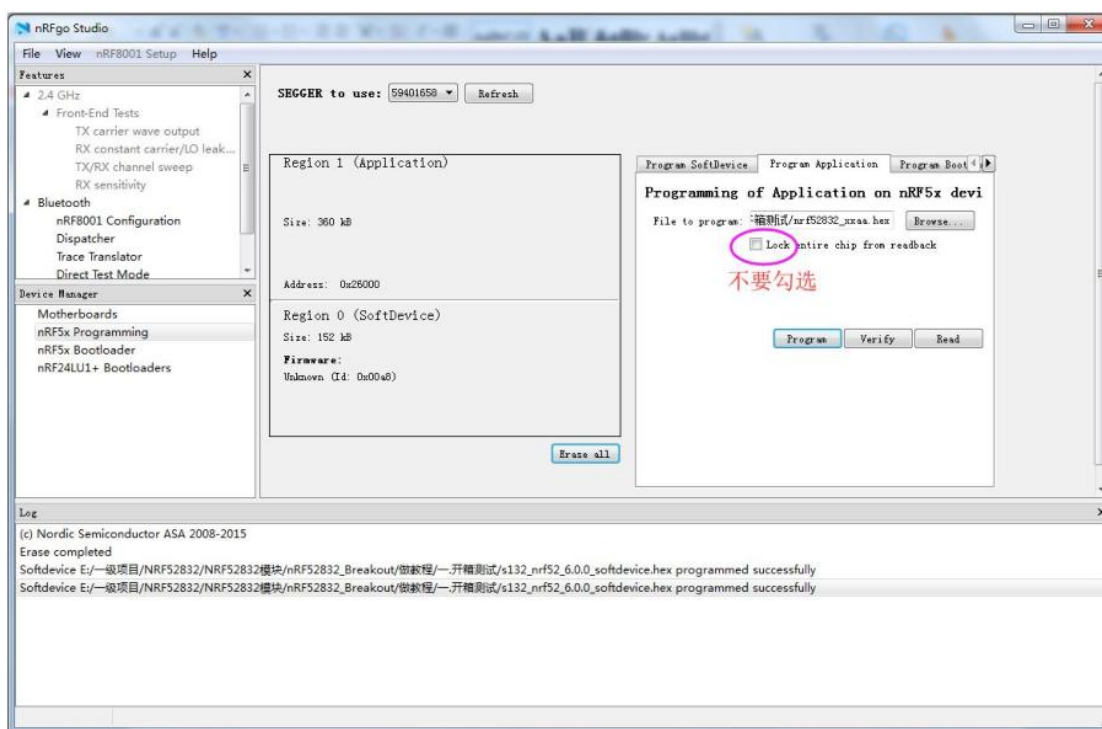 nRFgo Studio
File View nRF8001 Setup Help
Features
2.4 GHz
Front-End Tests
TX carrier wave output
RX constant carrier/LO leak...
TX/RX channel sweep
RX sensitivity
Bluetooth
nRF8001 Configuration
Dispatcher
Trace Translator
Direct Test Mode
Device Manager
Motherboards
nRF5x Programming
nRF5x Bootloader
nRF24LU1+ Bootloaders
SEGGER to use: 59401658 Refresh
Region 1 (Application)
Size: 360 kB
Address: 0x26000
Region 0 (SoftDevice)
Size: 152 kB
Firmware:
Unknown (Id: 0x00a8)
Erase all
Program SoftDevice Program Application Program Boot
Programming of Application on nRF5x devi
File to program: 箱测试/nrf52832_xxaa.hex Browse...
Lock entire chip from readback
不要勾选
Program Verify Read
Log
(c) Nordic Semiconductor ASA 2008-2015
Erase completed
Softdevice E:/一级项目/NRF52832/NRF52832模块/nRF52832_Breakout/做教程/一.开箱测试/s132_nrf52_6.0.0_softdevice.hex programmed successfully
Softdevice E:/一级项目/NRF52832/NRF52832模块/nRF52832_Breakout/做教程/一.开箱测试/s132_nrf52_6.0.0_softdevice.hex programmed successfully